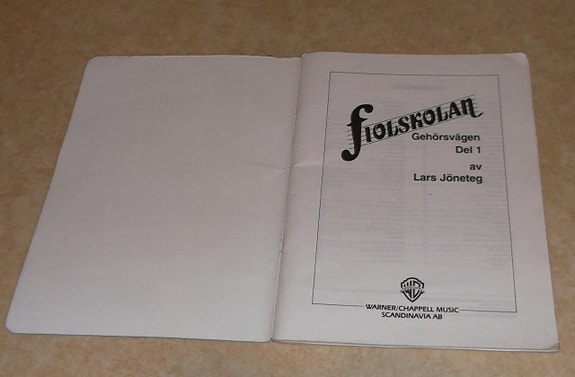 FIOLSKOLAN
Gehörsvägen
Del 1
av
Lars Jöneteg
WARNER/CHAPPELL MUSIC
SCANDINAVIA AB